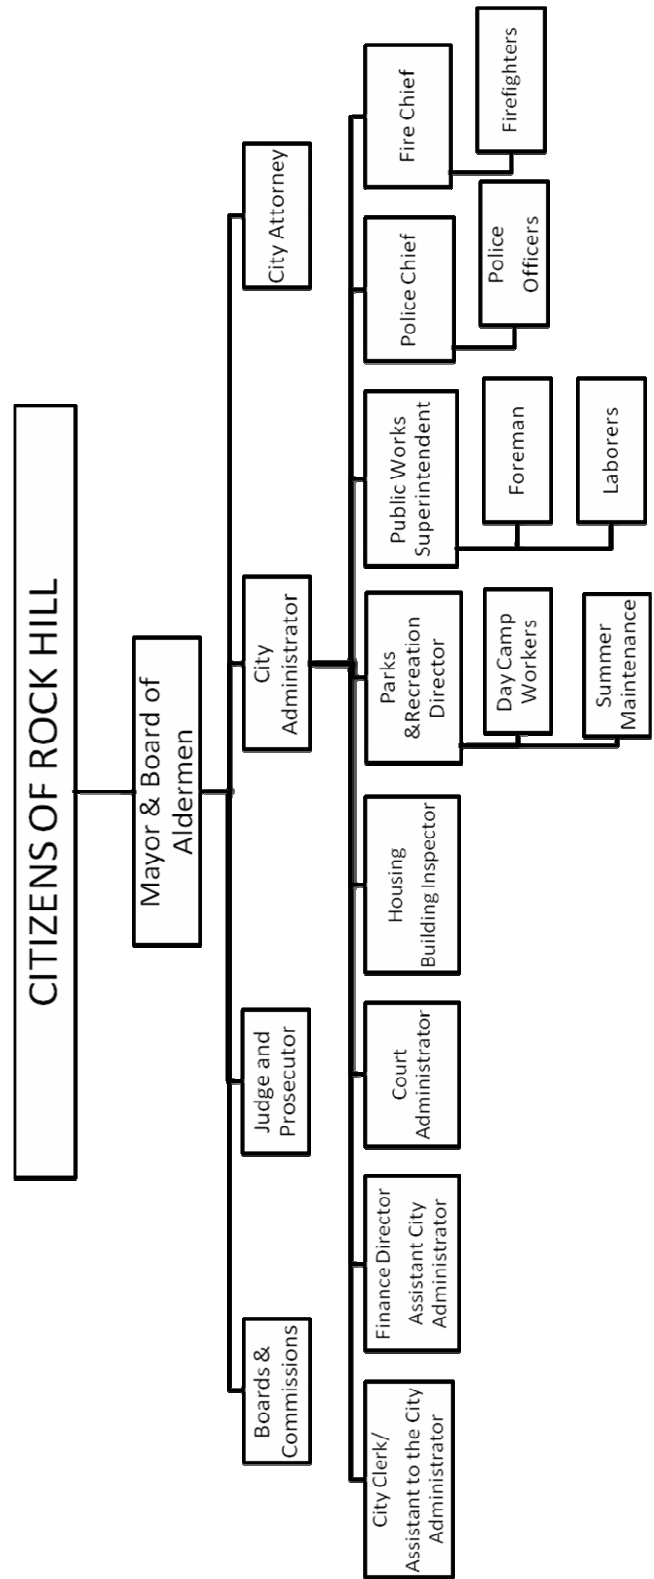 CITIZENS OF ROCK HILL
Mayor & Board of
Aldermen
Boards &
Commissions
Judge and
Prosecutor
City
Administrator
City Attorney
City Clerk/
Assistant to the City
Administrator
Finance Director
Assistant City
Administrator
Court
Administrator
Housing
Building Inspector
Parks
&Recreation
Director
Public Works
Superintendent
Police Chief
Fire Chief
Day Camp
Workers
Summer
Maintenance
Foreman
Laborers
Police
Officers
Firefighters